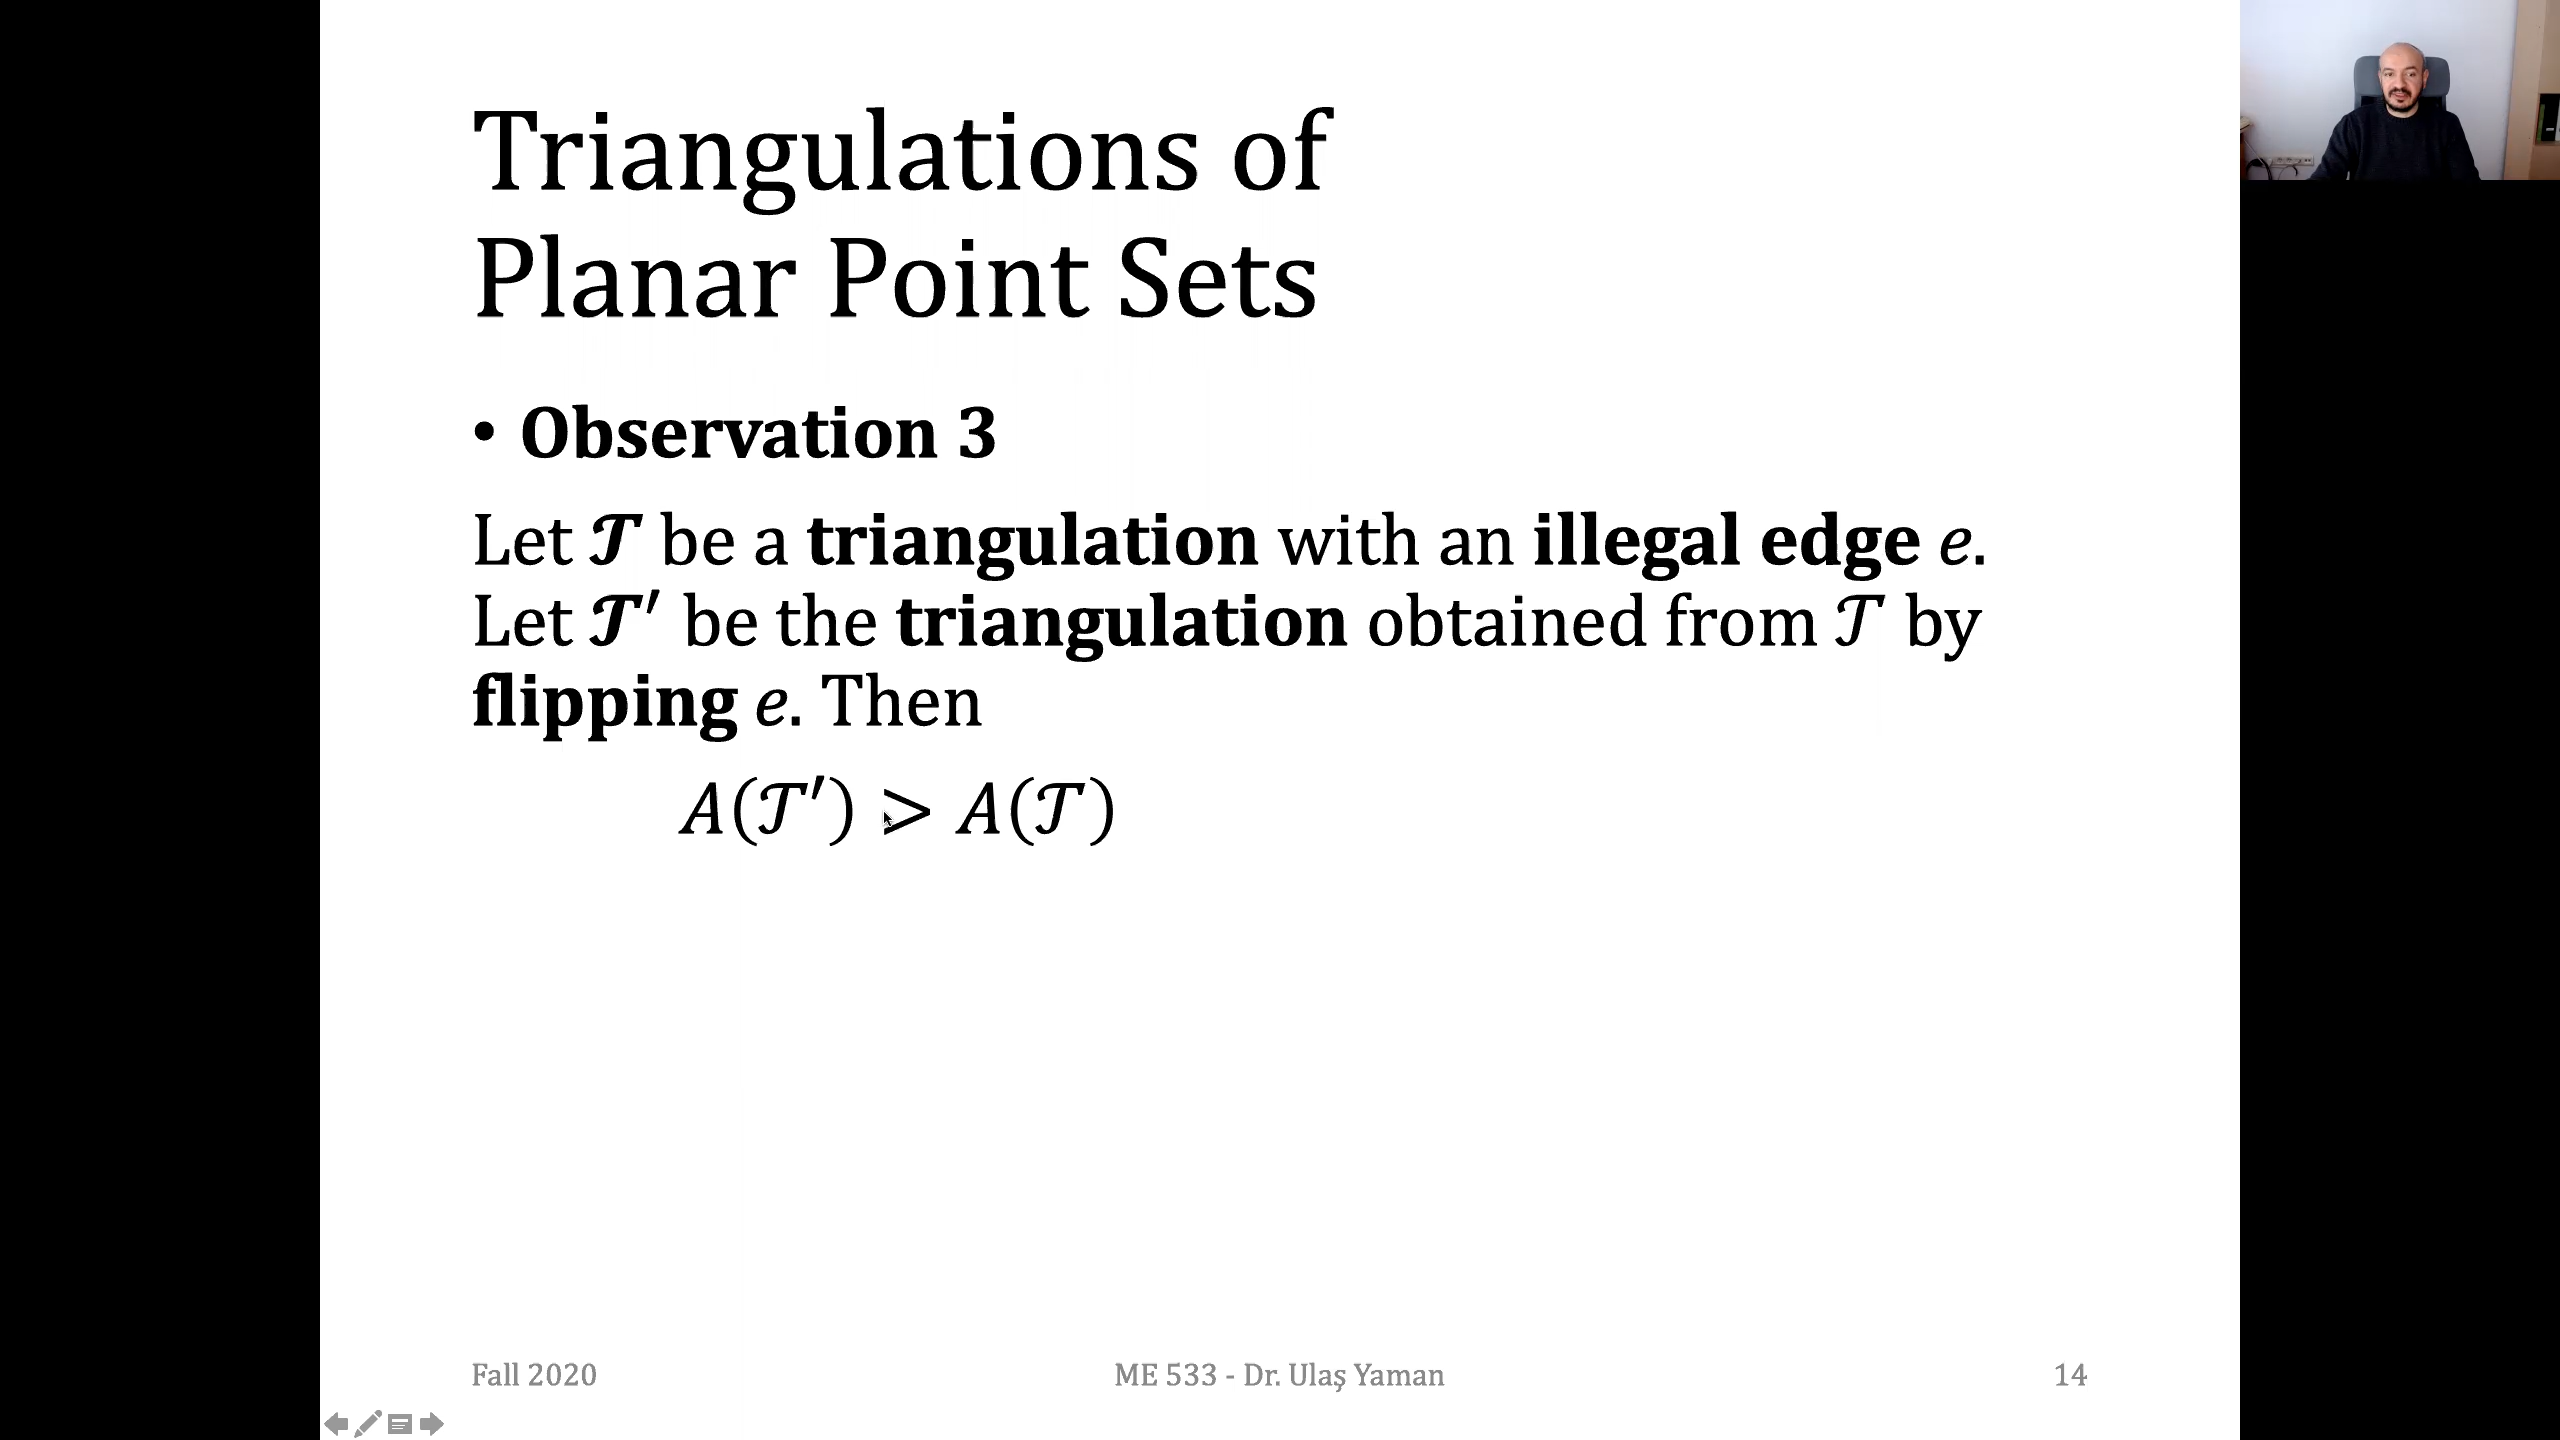 Triangulations of
Planar Point Sets
• Observation 3
Let 𝓣 be a triangulation with an illegal edge e.
Let 𝓣′ be the triangulation obtained from 𝒯 by
flipping e. Then
A(𝒯′) > A(𝒯)
Fall 2020
ME 533 - Dr. Ulaş Yaman
14